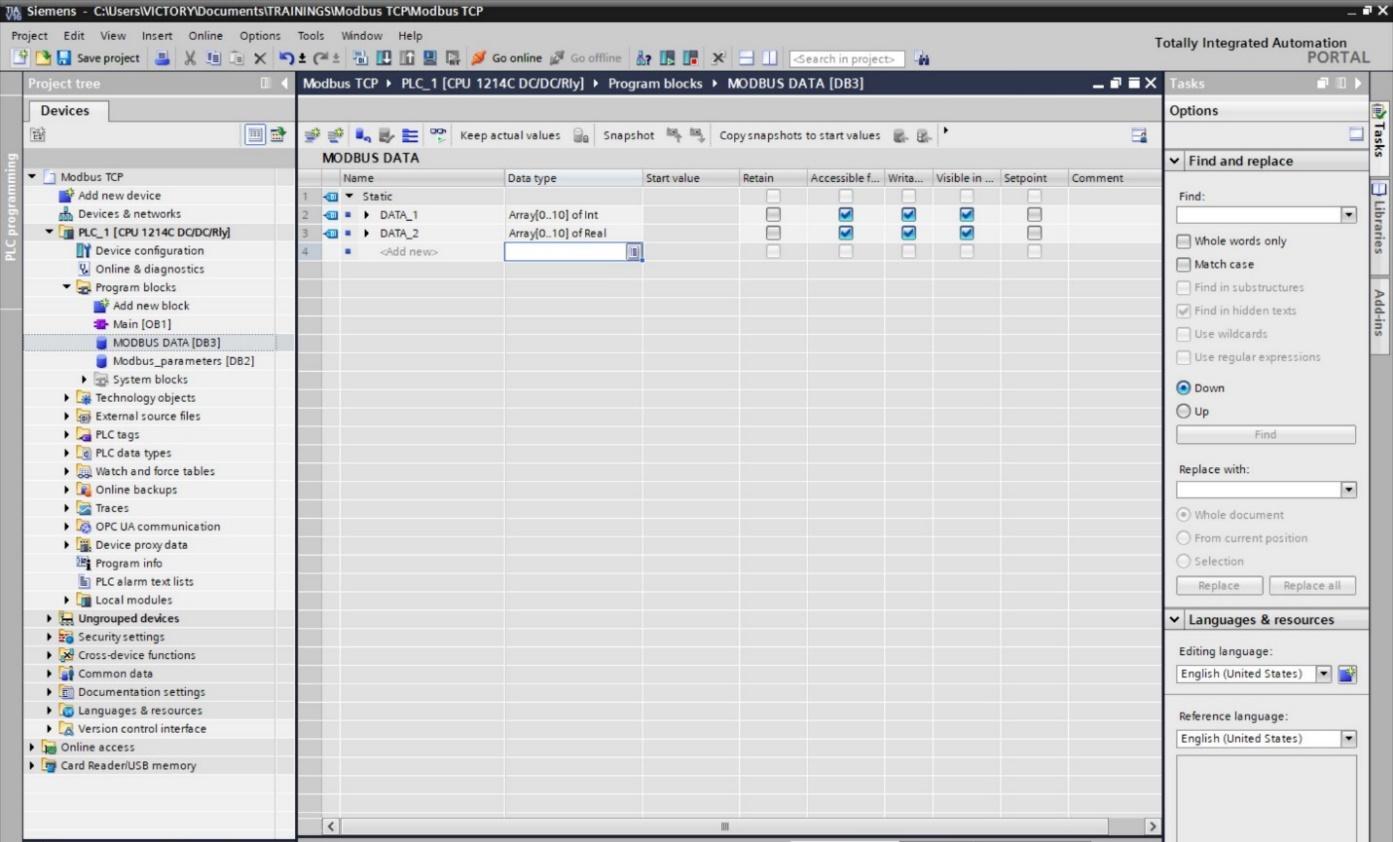 Siemens - C:\Users\VICTORY\Documents\TRAININGS\Modbus TCP\Modbus TCP
Project Edit View Insert Online Options Tools Window Help
Totally Integrated Automation
PORTAL
Save project Go online Go offline <Search in project>
Project tree
Devices
PLC programming
Modbus TCP
Add new device
Devices & networks
PLC_1 [CPU 1214C DC/DC/Rly]
Device configuration
Online & diagnostics
Program blocks
Add new block
Main [OB1]
MODBUS DATA [DB3]
Modbus_parameters [DB2]
System blocks
Technology objects
External source files
PLC tags
PLC data types
Watch and force tables
Online backups
Traces
OPC UA communication
Device proxy data
Program info
PLC alarm text lists
Local modules
Ungrouped devices
Security settings
Cross-device functions
Common data
Documentation settings
Languages & resources
Version control interface
Online access
Card Reader/USB memory
Modbus TCP PLC_1 [CPU 1214C DC/DC/Rly] Program blocks MODBUS DATA [DB3]
Keep actual values Snapshot Copy snapshots to start values
MODBUS DATA
Name Data type Start value Retain Accessible f... Writa... Visible in ... Setpoint Comment
1 Static
2 DATA_1 Array[0..10] of Int
3 DATA_2 Array[0..10] of Real
4 <Add new>
Tasks
Options
Find and replace
Find:
Whole words only
Match case
Find in substructures
Find in hidden texts
Use wildcards
Use regular expressions
Down
Up
Find
Replace with:
Whole document
From current position
Selection
Replace Replace all
Languages & resources
Editing language:
English (United States)
Reference language:
English (United States)
Tasks
Libraries
Add-ins